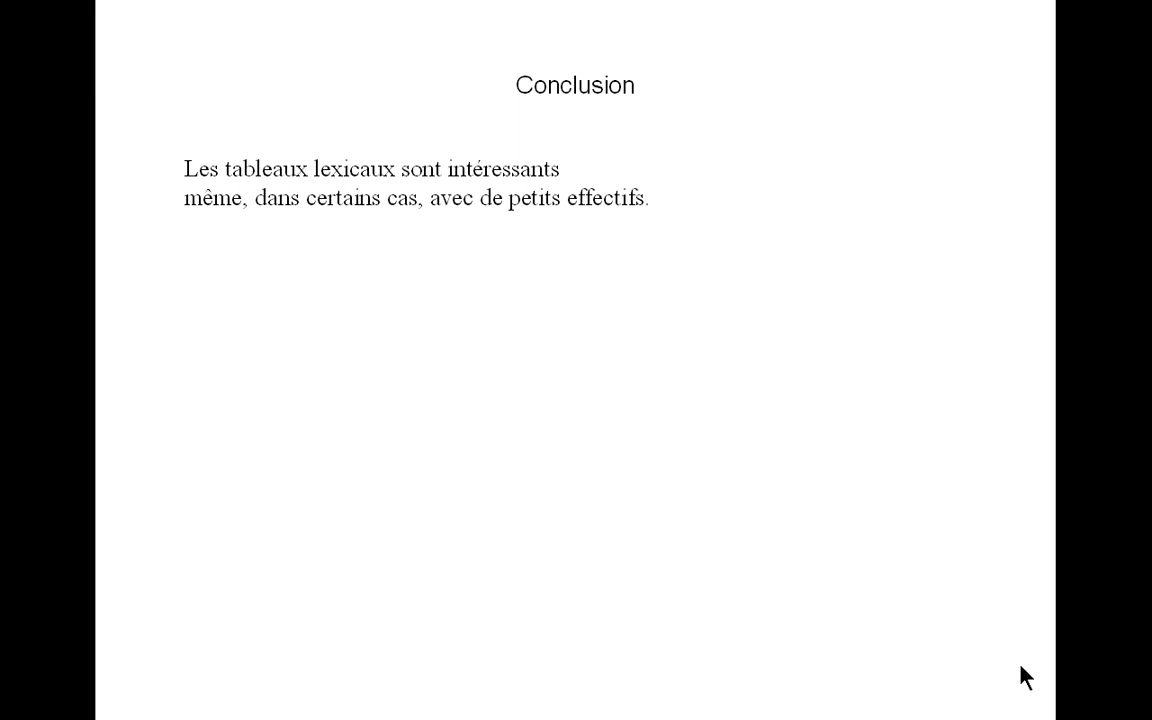 Conclusion
Les tableaux lexicaux sont intéressants
même, dans certains cas, avec de petits effectifs.